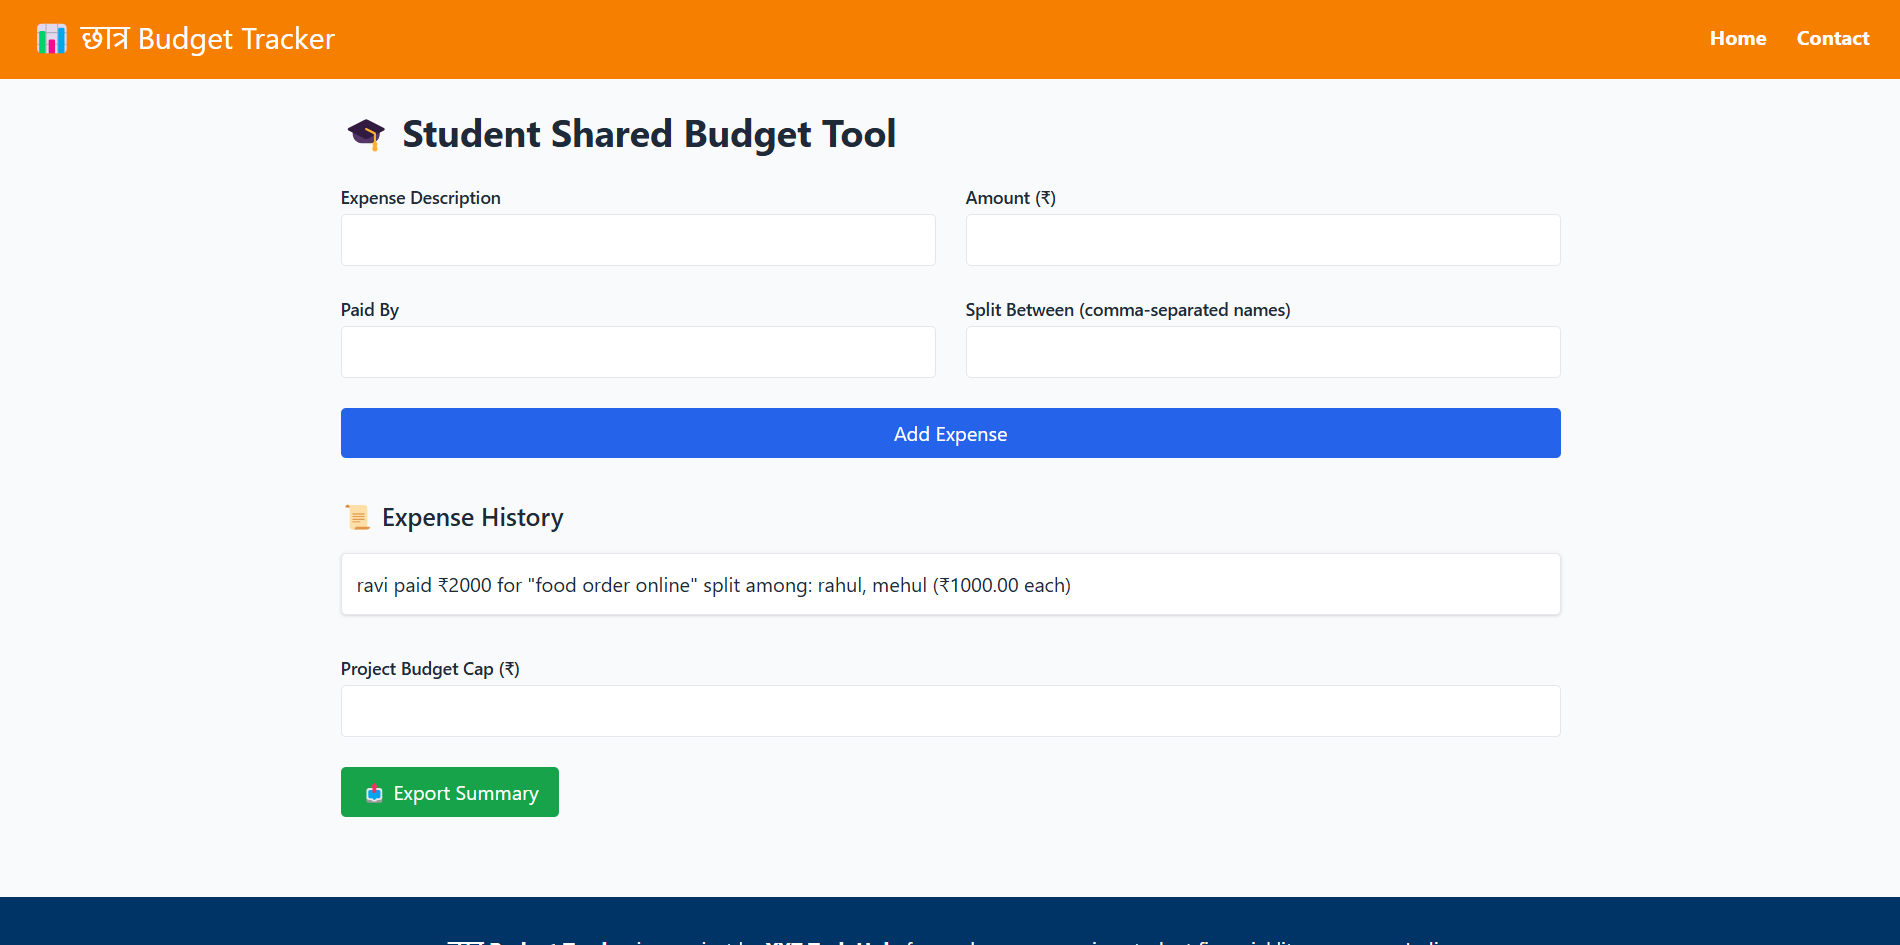 छात्र Budget Tracker
Home
Contact
Student Shared Budget Tool
Expense Description
Amount (₹)
Paid By
Split Between (comma-separated names)
Add Expense
Expense History
ravi paid ₹2000 for "food order online" split among: rahul, mehul (₹1000.00 each)
Project Budget Cap (₹)
Export Summary